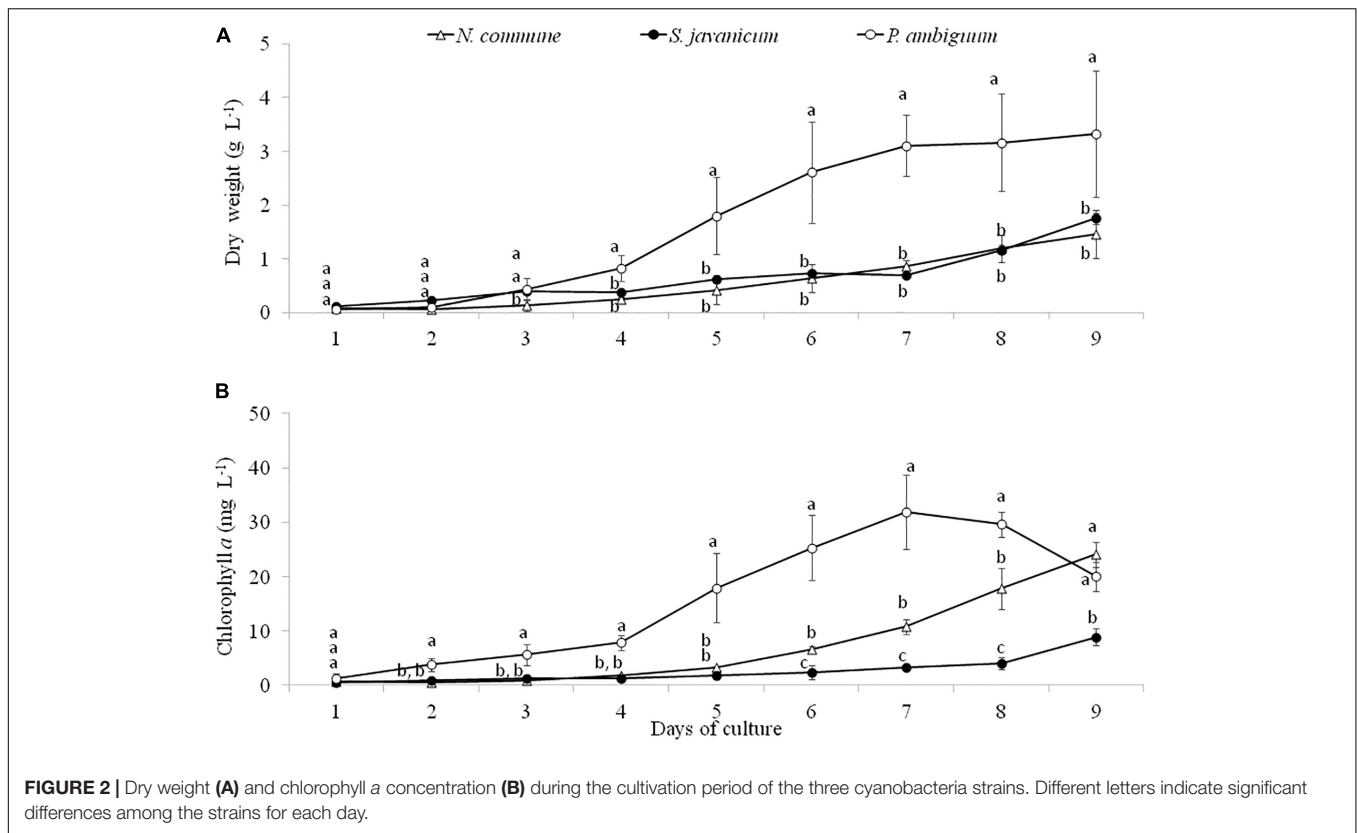 A
N. commune S. javanicum P. ambiguum
5
a
a
a
a
4
a
3
a
2
b
a
b
b
a
a
a
1
a
a
b
b
b
a
a
a
b
b
b
b
b
a
a
b
b
0
1 2 3 4 5 6 7 8 9
Dry weight (g L-1)
B
50
40
a
a
a
a
30
a
20
b
a
b
10
a
a
a
a
b
b
b
a
b
c
c
c
a
b, b
b, b
b, b
0
1 2 3 4 5 6 7 8 9
Chlorophyll a (mg L-1)
Days of culture
FIGURE 2 | Dry weight (A) and chlorophyll a concentration (B) during the cultivation period of the three cyanobacteria strains. Different letters indicate significant
differences among the strains for each day.